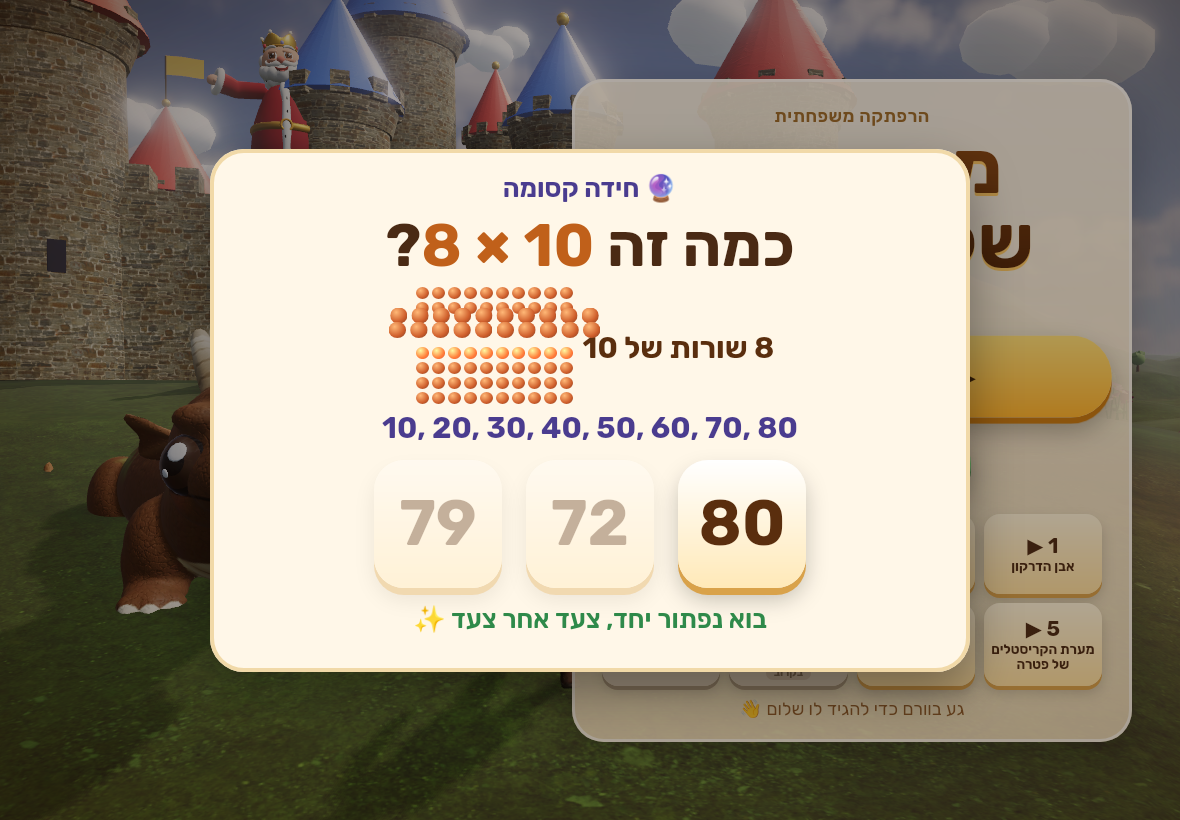 הרפתקה משפחתית
🔮 חידה קסומה
כמה זה 10 × 8?
8 שורות של 10
10, 20, 30, 40, 50, 60, 70, 80
80
72
79
בוא נפתור יחד, צעד אחר צעד ✨
1 ▶
אבן הדרקון
5 ▶
מערת הקריסטלים
של פטרה
גע בוורם כדי להגיד לו שלום 👋